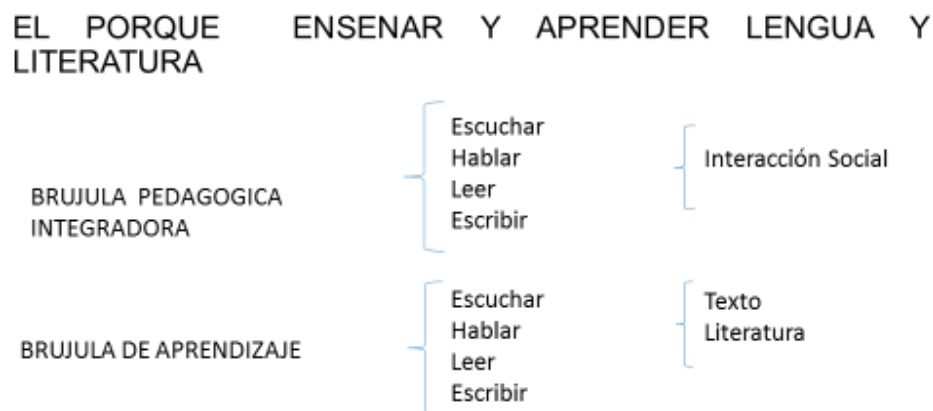 EL PORQUE ENSENAR Y APRENDER LENGUA Y
LITERATURA
BRUJULA PEDAGOGICA
INTEGRADORA
Escuchar
Hablar
Leer
Escribir
Interacción Social
BRUJULA DE APRENDIZAJE
Escuchar
Hablar
Leer
Escribir
Texto
Literatura